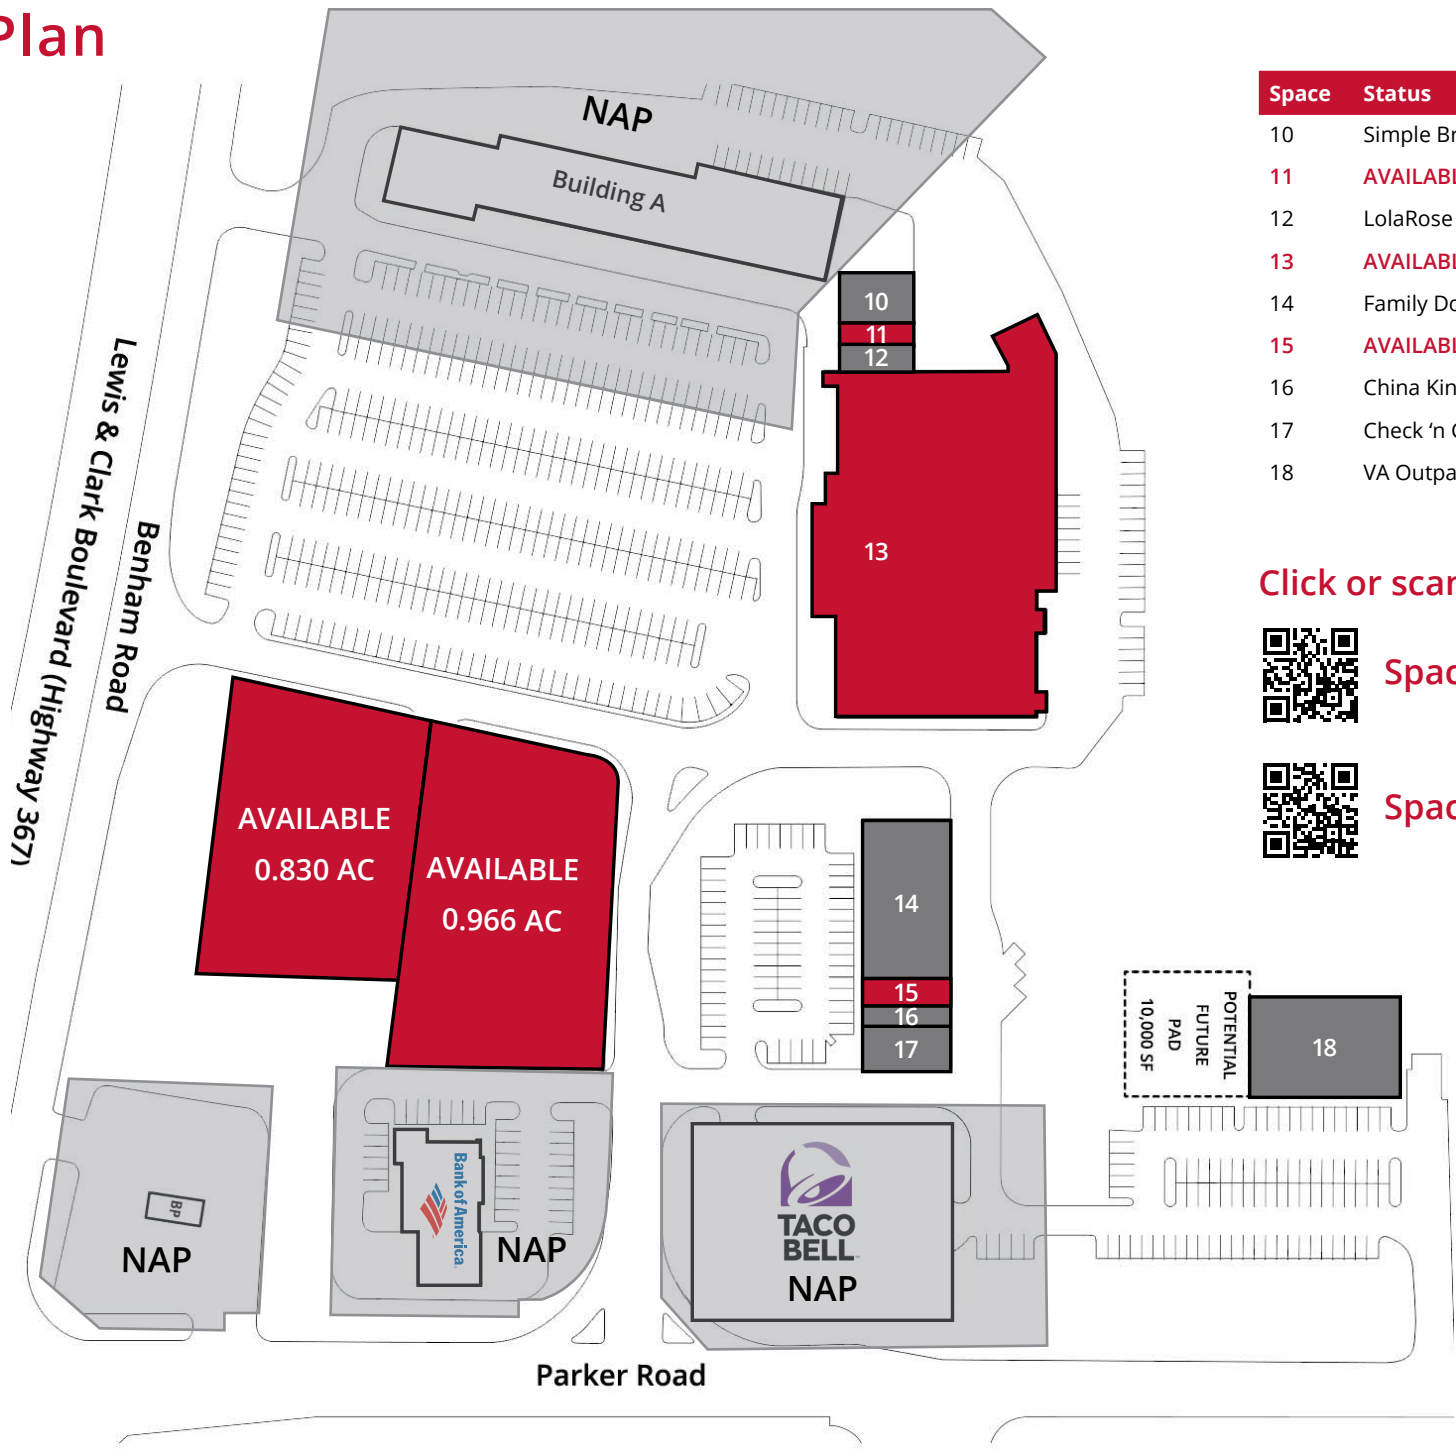 Plan
NAP
Building A
10
11
12
13
Lewis & Clark Boulevard (Highway 367)
Benham Road
AVAILABLE
0.830 AC
AVAILABLE
0.966 AC
14
15
16
17
POTENTIAL
FUTURE
PAD
10,000 SF
18
BP
NAP
Bank of America
NAP
TACO
BELL
NAP
Parker Road
Space Status
10 Simple Br
11 AVAILABL
12 LolaRose
13 AVAILABL
14 Family Do
15 AVAILABL
16 China Kin
17 Check ‘n
18 VA Outpa
Click or scan
Spac
Spac